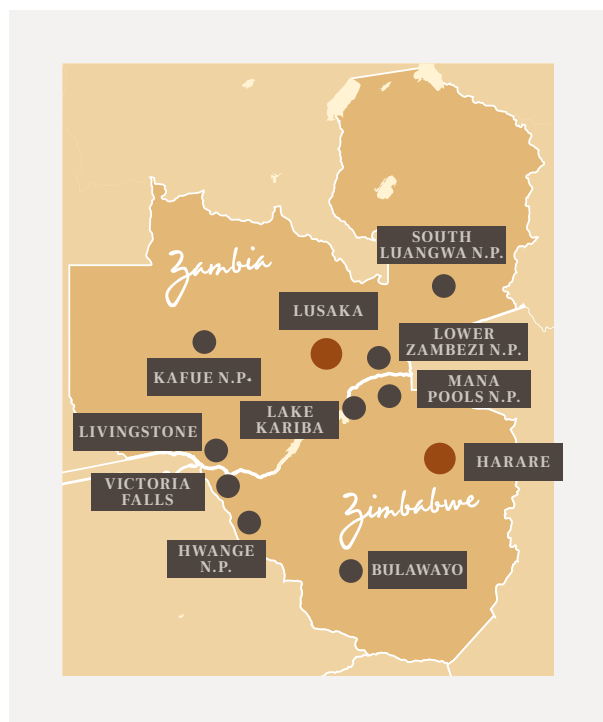 SOUTH
LUANGWA N.P.
Zambia
LUSAKA
LOWER
ZAMBEZI N.P.
KAFUE N.P.
MANA
POOLS N.P.
LAKE
KARIBA
LIVINGSTONE
HARARE
VICTORIA
FALLS
Zimbabwe
HWANGE
N.P.
BULAWAYO